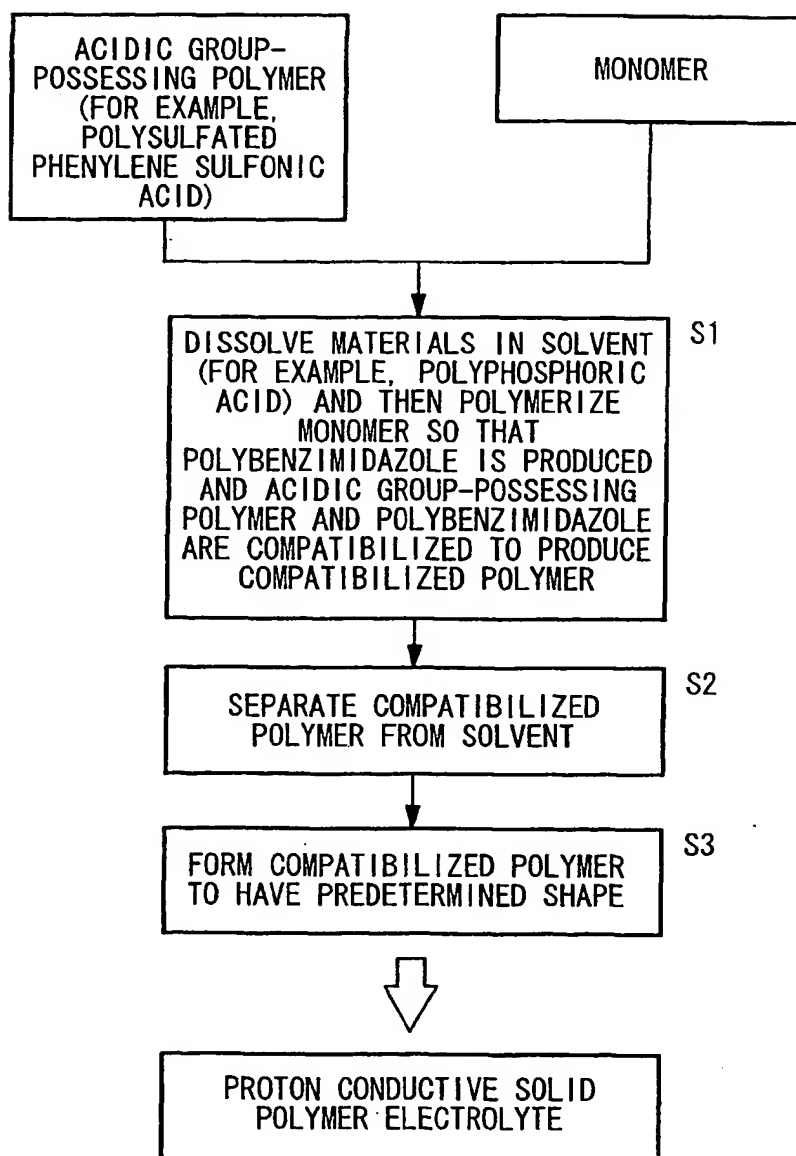 ACIDIC GROUP-
POSSESSING POLYMER
(FOR EXAMPLE,
POLYSULFATED
PHENYLENE SULFONIC
ACID)
MONOMER
S1
DISSOLVE MATERIALS IN SOLVENT
(FOR EXAMPLE, POLYPHOSPHORIC
ACID) AND THEN POLYMERIZE
MONOMER SO THAT
POLYBENZIMIDAZOLE IS PRODUCED
AND ACIDIC GROUP-POSSESSING
POLYMER AND POLYBENZIMIDAZOLE
ARE COMPATIBILIZED TO PRODUCE
COMPATIBILIZED POLYMER
S2
SEPARATE COMPATIBILIZED
POLYMER FROM SOLVENT
S3
FORM COMPATIBILIZED POLYMER
TO HAVE PREDETERMINED SHAPE
PROTON CONDUCTIVE SOLID
POLYMER ELECTROLYTE